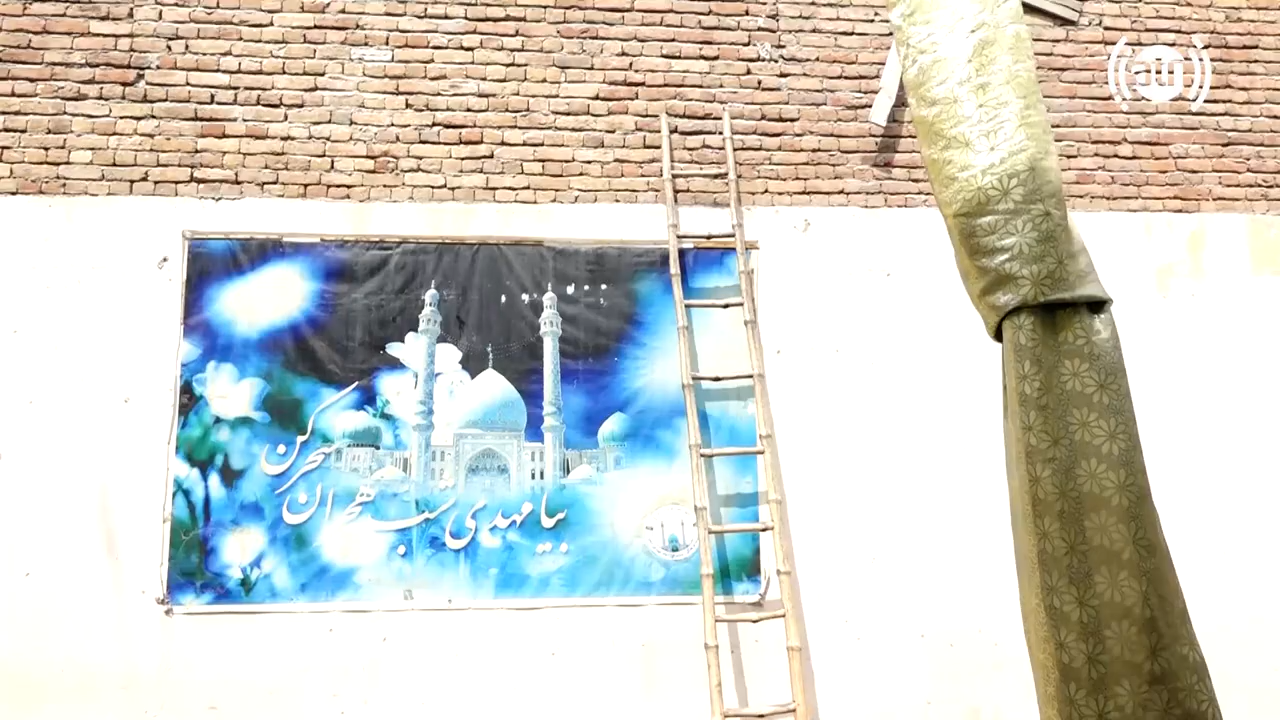 atn
بیا مهدی شب هجران
سحر کن